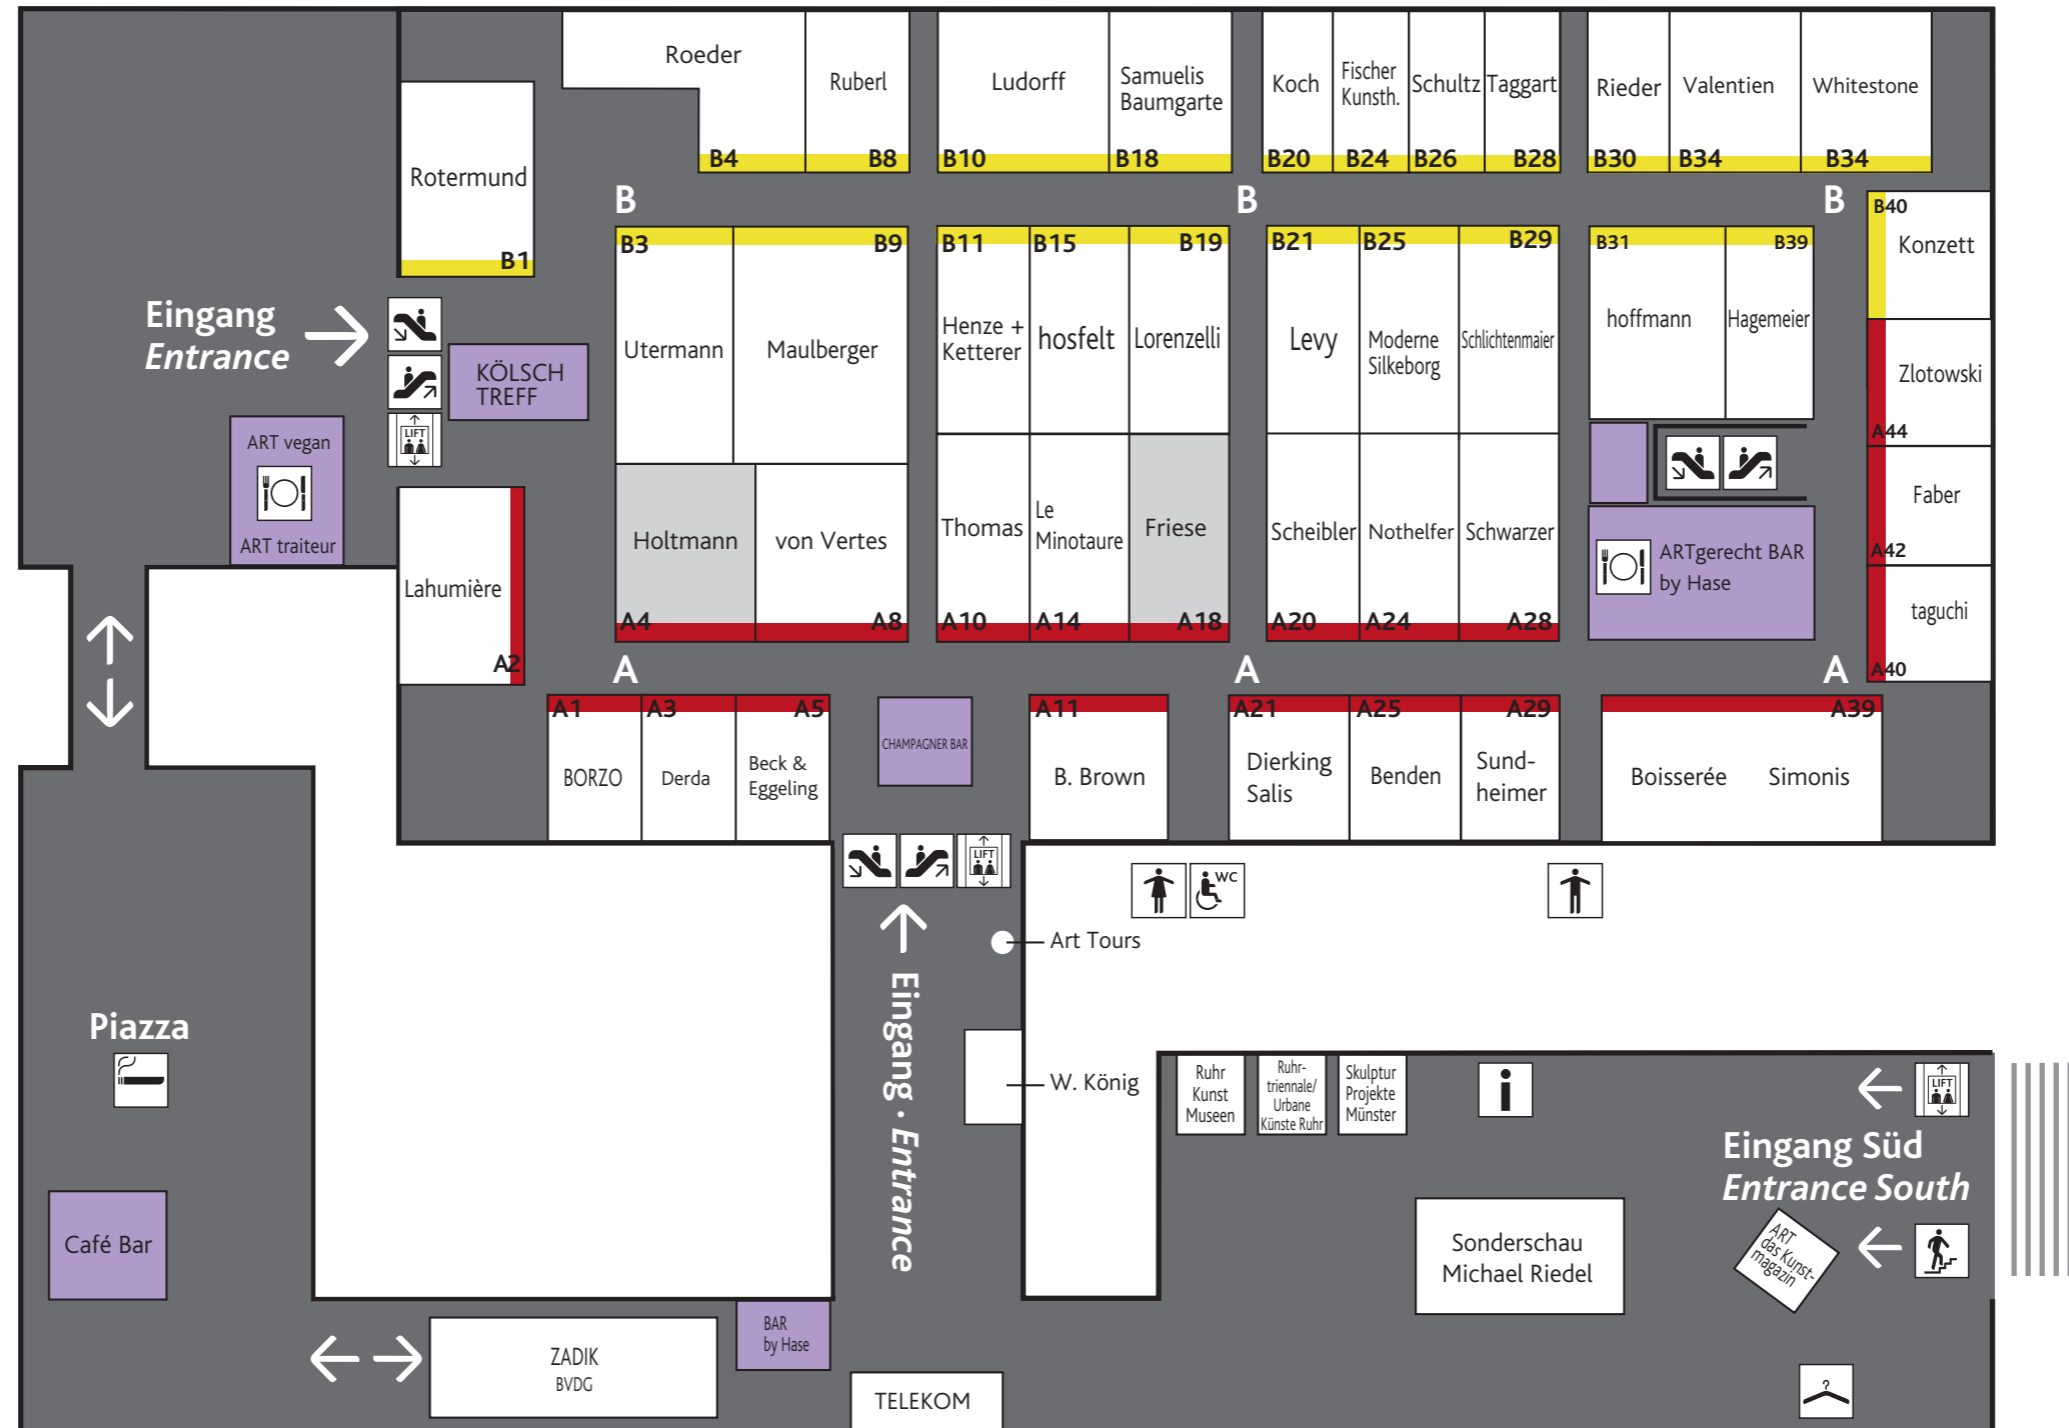 Roeder
Ruberl
Ludorff
Samuelis
Baumgarte
Koch
Fischer
Kunsth.
Schultz
Taggart
Rieder
Valentien
Whitestone
B4
B8
B10
B18
B20
B24
B26
B28
B30
B34
B34
Rotermund
B1
B
B
B
B40
Konzett
B3
B9
B11
B15
B19
B21
B25
B29
B31
B39
Utermann
Maulberger
Henze +
Ketterer
hosfelt
Lorenzelli
Levy
Moderne
Silkeborg
Schlichtenmaier
hoffmann
Hagemeier
Zlotowski
A44
Eingang
Entrance
LIFT
KÖLSCH
TREFF
ART vegan
ART traiteur
Lahumière
A2
Holtmann
von Vertes
Thomas
Le
Minotaure
Friese
Scheibler
Nothelfer
Schwarzer
ARTgerecht BAR
by Hase
Faber
A42
taguchi
A40
A4
A8
A10
A14
A18
A20
A24
A28
A
A
A
A1
A3
A5
A11
A21
A25
A29
A39
BORZO
Derda
Beck &
Eggeling
CHAMPAGNER BAR
B. Brown
Dierking
Salis
Benden
Sund-
heimer
Boisserée
Simonis
LIFT
WC
Art Tours
Eingang · Entrance
W. König
Piazza
Café Bar
Ruhr
Kunst
Museen
Ruhr-
triennale/
Urbane
Künste Ruhr
Skulptur
Projekte
Münster
i
LIFT
Eingang Süd
Entrance South
ART
das Kunst-
magazin
Sonderschau
Michael Riedel
ZADIK
BVDG
BAR
by Hase
TELEKOM
?